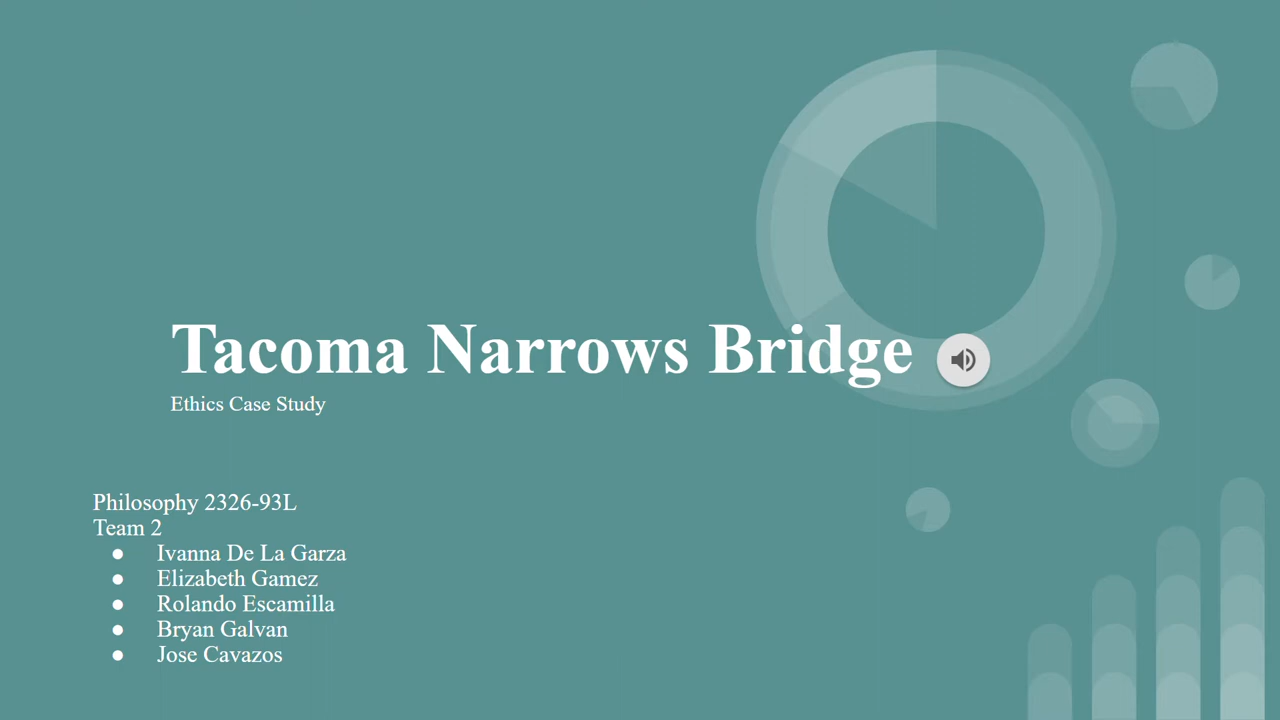 Tacoma Narrows Bridge
Ethics Case Study
Philosophy 2326-93L
Team 2
● Ivanna De La Garza
● Elizabeth Gamez
● Rolando Escamilla
● Bryan Galvan
● Jose Cavazos